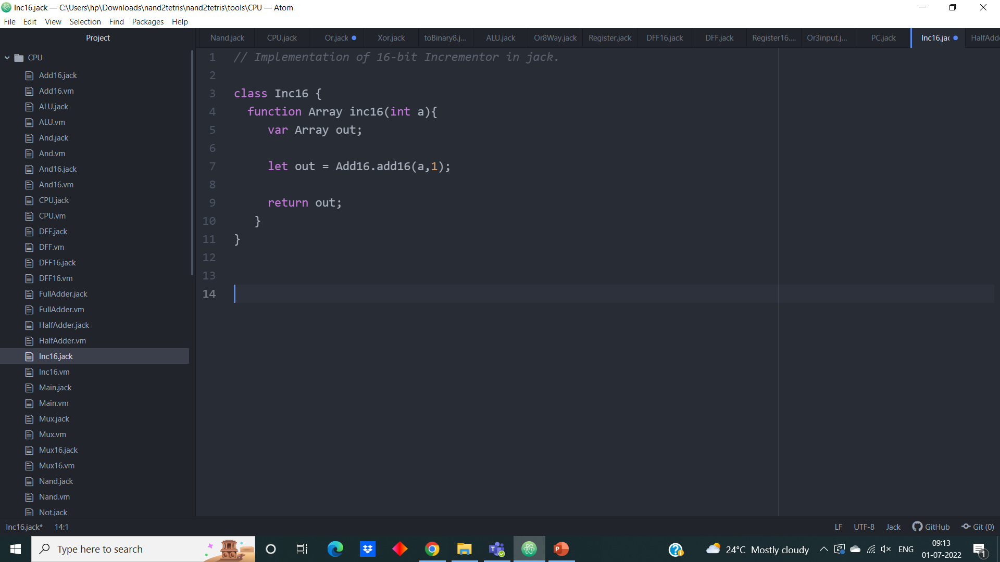 Inc16.jack — C:\Users\hp\Downloads\nand2tetris\nand2tetris\tools\CPU — Atom
File Edit View Selection Find Packages Help
Project
Nand.jack CPU.jack Or.jack Xor.jack toBinary8.j... ALU.jack Or8Way.jack Register.jack DFF16.jack DFF.jack Register16.... Or3input.j... PC.jack Inc16.jac HalfAdde
CPU
Add16.jack
Add16.vm
ALU.jack
ALU.vm
And.jack
And.vm
And16.jack
And16.vm
CPU.jack
CPU.vm
DFF.jack
DFF.vm
DFF16.jack
DFF16.vm
FullAdder.jack
FullAdder.vm
HalfAdder.jack
HalfAdder.vm
Inc16.jack
Inc16.vm
Main.jack
Main.vm
Mux.jack
Mux.vm
Mux16.jack
Mux16.vm
Nand.jack
Nand.vm
Not.jack
1 // Implementation of 16-bit Incrementor in jack.
2
3 class Inc16 {
4 function Array inc16(int a){
5 var Array out;
6
7 let out = Add16.add16(a,1);
8
9 return out;
10 }
11 }
12
13
14
Inc16.jack* 14:1 LF UTF-8 Jack GitHub Git (0)
Type here to search
24°C Mostly cloudy ENG 09:13
01-07-2022 1